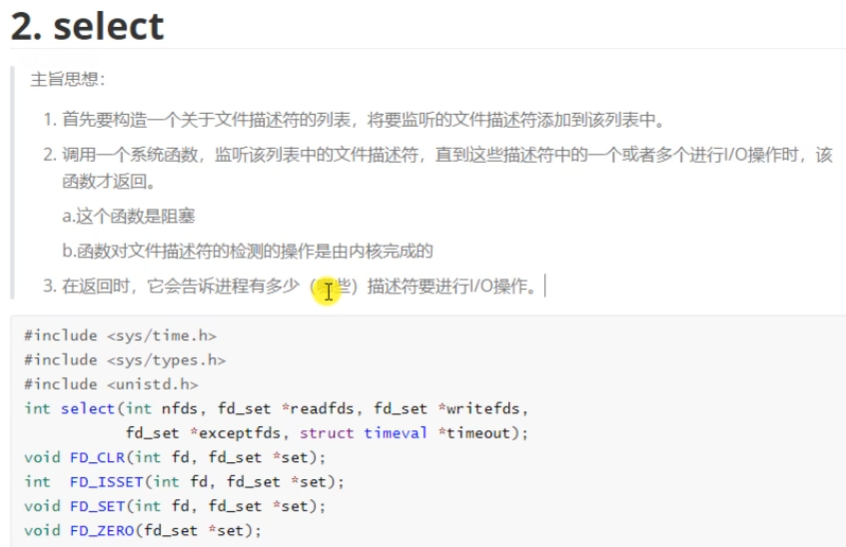 2. select
主旨思想：
1. 首先要构造一个关于文件描述符的列表，将要监听的文件描述符添加到该列表中。
2. 调用一个系统函数，监听该列表中的文件描述符，直到这些描述符中的一个或者多个进行I/O操作时，该
函数才返回。
a.这个函数是阻塞
b.函数对文件描述符的检测的操作是由内核完成的
3. 在返回时，它会告诉进程有多少（些）描述符要进行I/O操作。
#include <sys/time.h>
#include <sys/types.h>
#include <unistd.h>
int select(int nfds, fd_set *readfds, fd_set *writefds,
fd_set *exceptfds, struct timeval *timeout);
void FD_CLR(int fd, fd_set *set);
int  FD_ISSET(int fd, fd_set *set);
void FD_SET(int fd, fd_set *set);
void FD_ZERO(fd_set *set);